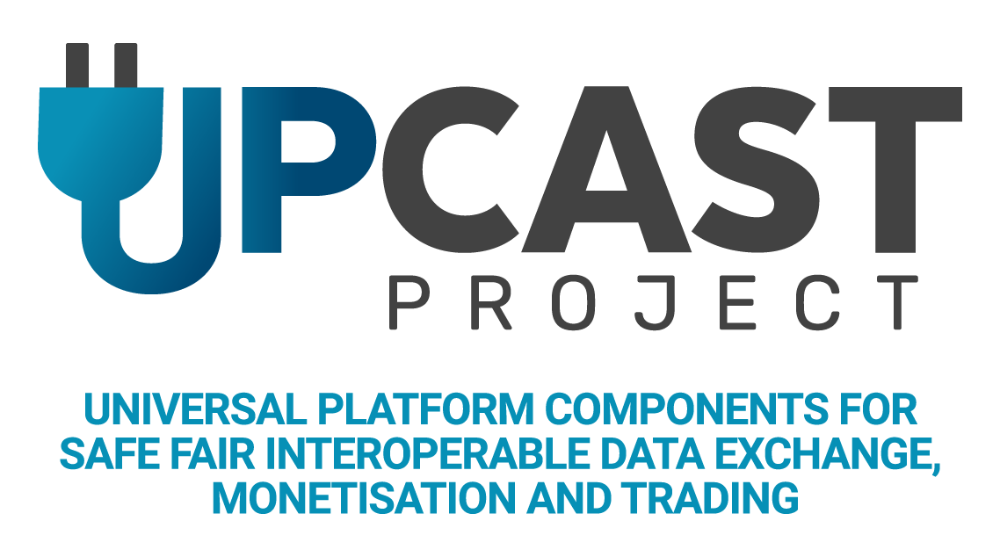 UPCAST
PROJECT
UNIVERSAL PLATFORM COMPONENTS FOR
SAFE FAIR INTEROPERABLE DATA EXCHANGE,
MONETISATION AND TRADING